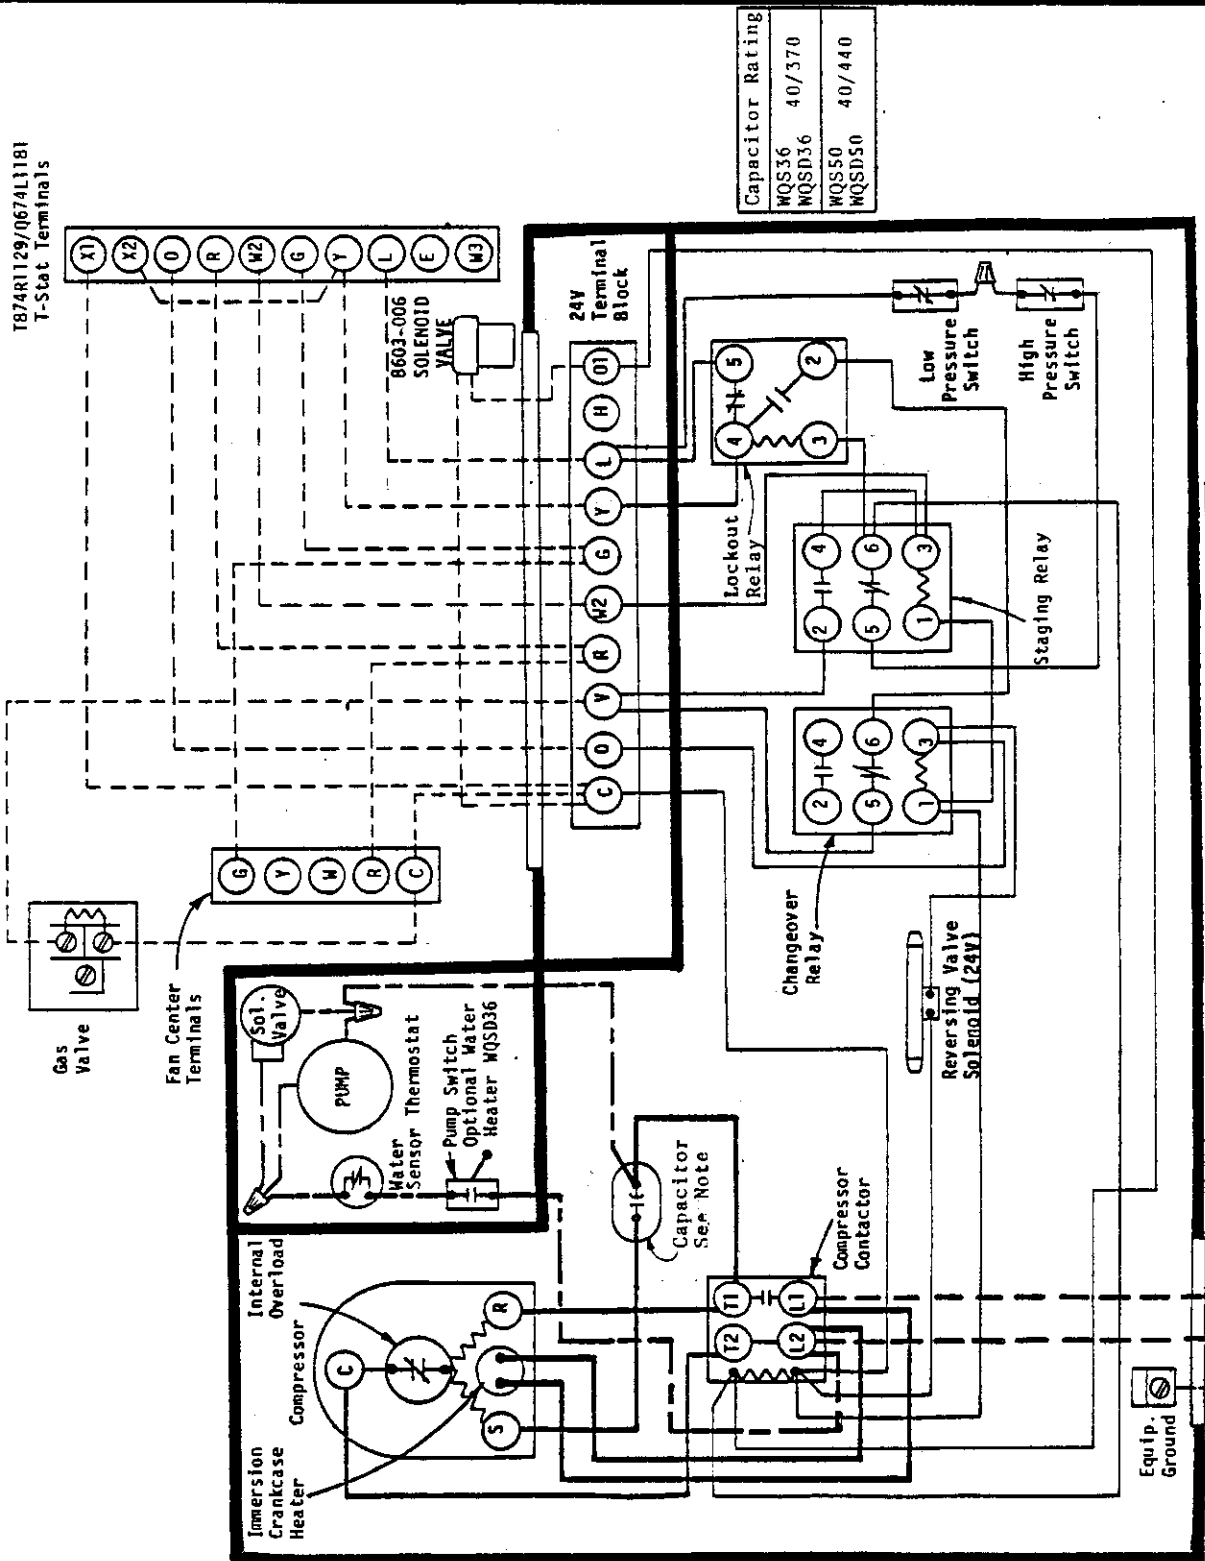 T874R1129/Q674L1181
T-Stat Terminals
X1
X2
O
R
W2
G
Y
L
E
W3
8603-006
SOLENOID
VALVE
24V
Terminal
Block
C
O
V
R
W2
G
Y
L
H
O1
Capacitor Rating
WQS36 40/370
WQSD36
WQS50 40/440
WQSD50
Gas
Valve
Fan Center
Terminals
G
Y
W
R
C
Sol.
Valve
PUMP
Water
Sensor Thermostat
Pump Switch
Optional Water
Heater WQSD36
Lockout
Relay
4
5
3
2
Low
Pressure
Switch
High
Pressure
Switch
Staging Relay
2
4
5
6
1
3
Changeover
Relay
2
4
5
6
1
3
Reversing Valve
Solenoid (24V)
Capacitor
See Note
Compressor
Contactor
T1
L1
T2
L2
Internal
Overload
Compressor
Immersion
Crankcase
Heater
C
S
R
Equip.
Ground